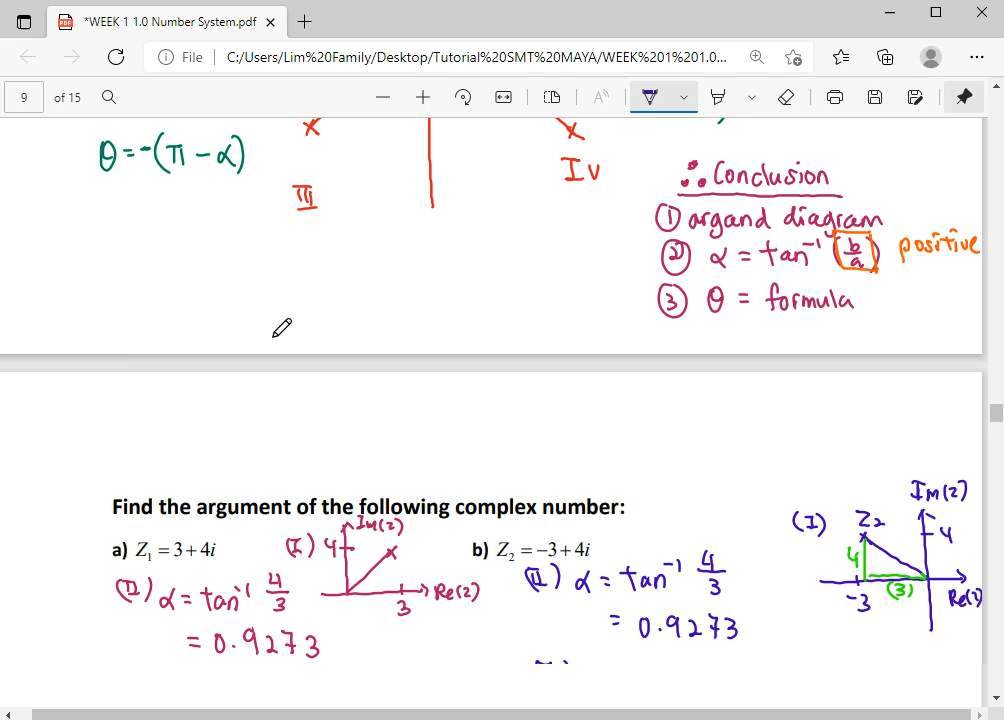 *WEEK 1 1.0 Number System.pdf
File
C:/Users/Lim%20Family/Desktop/Tutorial%20SMT%20MAYA/WEEK%201%201.0...
9 of 15
θ = -(π - α)
III
IV
∴ Conclusion
① argand diagram
② α = tan⁻¹ (b/a) positive
③ θ = formula
Find the argument of the following complex number:
a) Z₁ = 3 + 4i
(I) 4 Im(z)
Re(z)
3
(II) α = tan⁻¹ 4/3
= 0.9273
b) Z₂ = −3 + 4i
(II) α = tan⁻¹ 4/3
= 0.9273
(I) Z₂ Im(z)
4 4
-3 (3) Re(z)